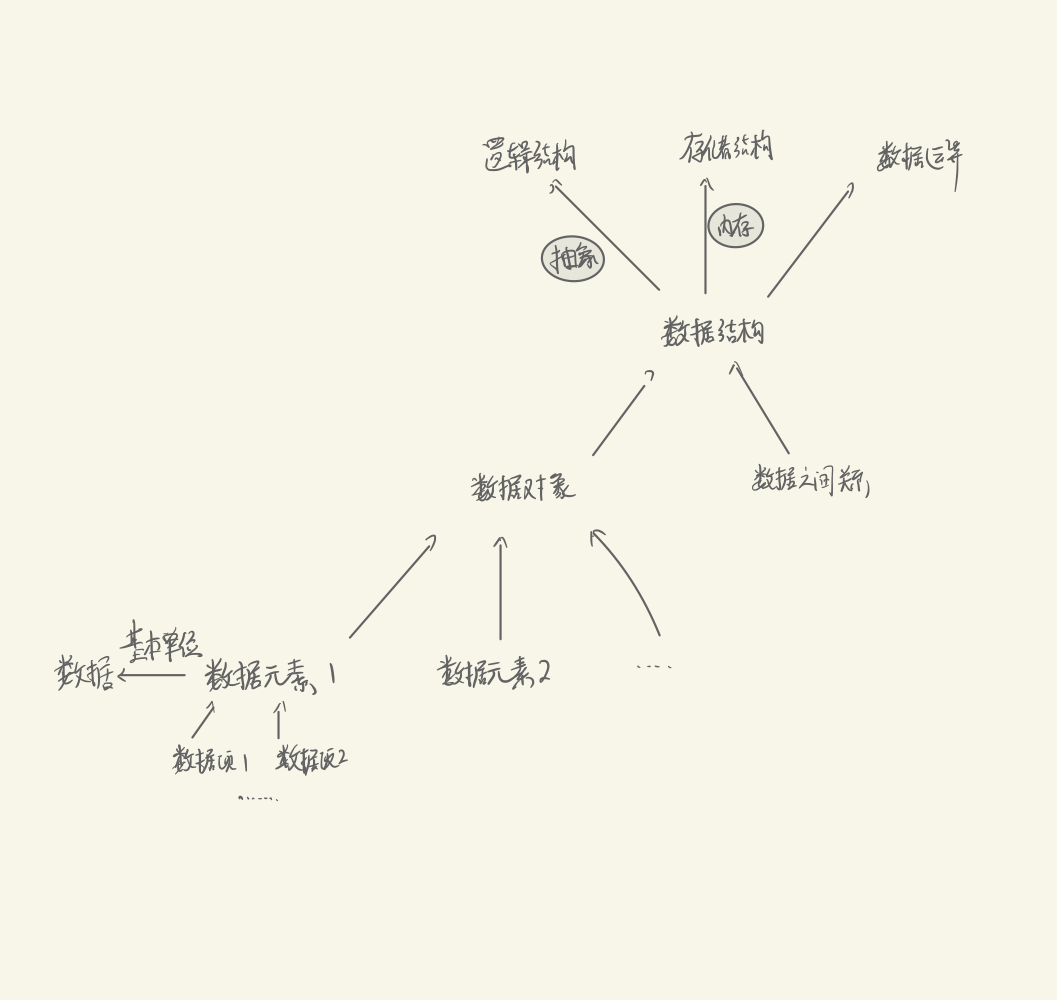 逻辑结构
存储结构
数据运算
抽象
内存
数据结构
数据对象
数据之间关系
基本单位
数据
数据元素1
数据元素2
....
数据项1
数据项2
......